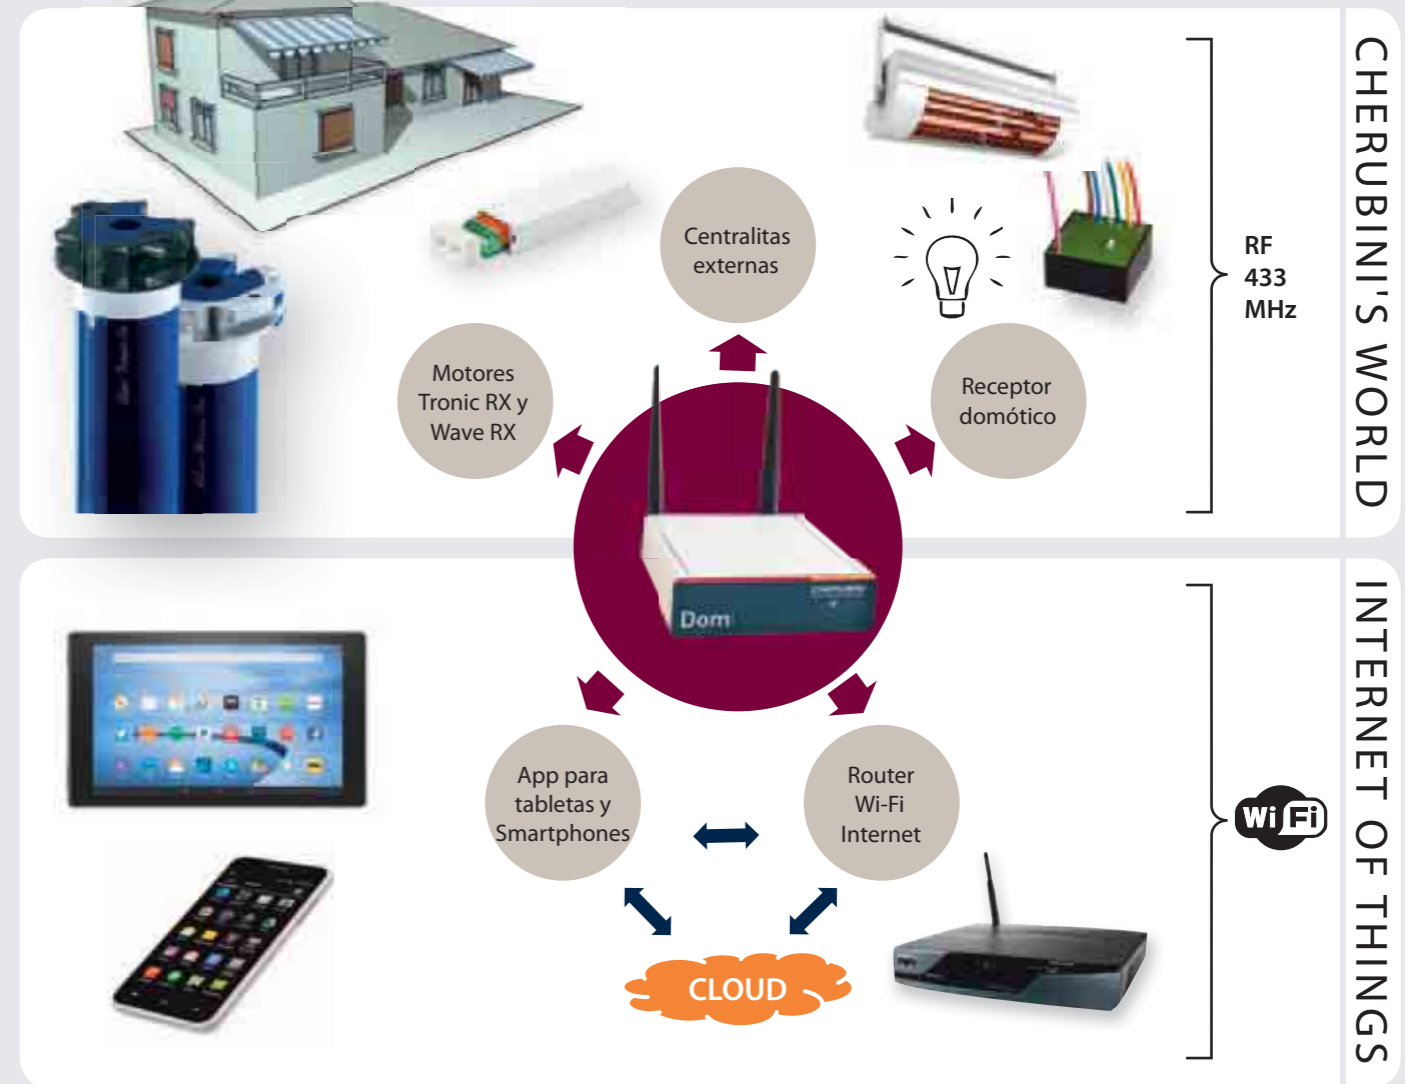 CHERUBINI'S WORLD
RF
433
MHz
Centralitas
externas
Motores
Tronic RX y
Wave RX
Receptor
domótico
Dom
INTERNET OF THINGS
Wi Fi
App para
tabletas y
Smartphones
Router
Wi-Fi
Internet
CLOUD